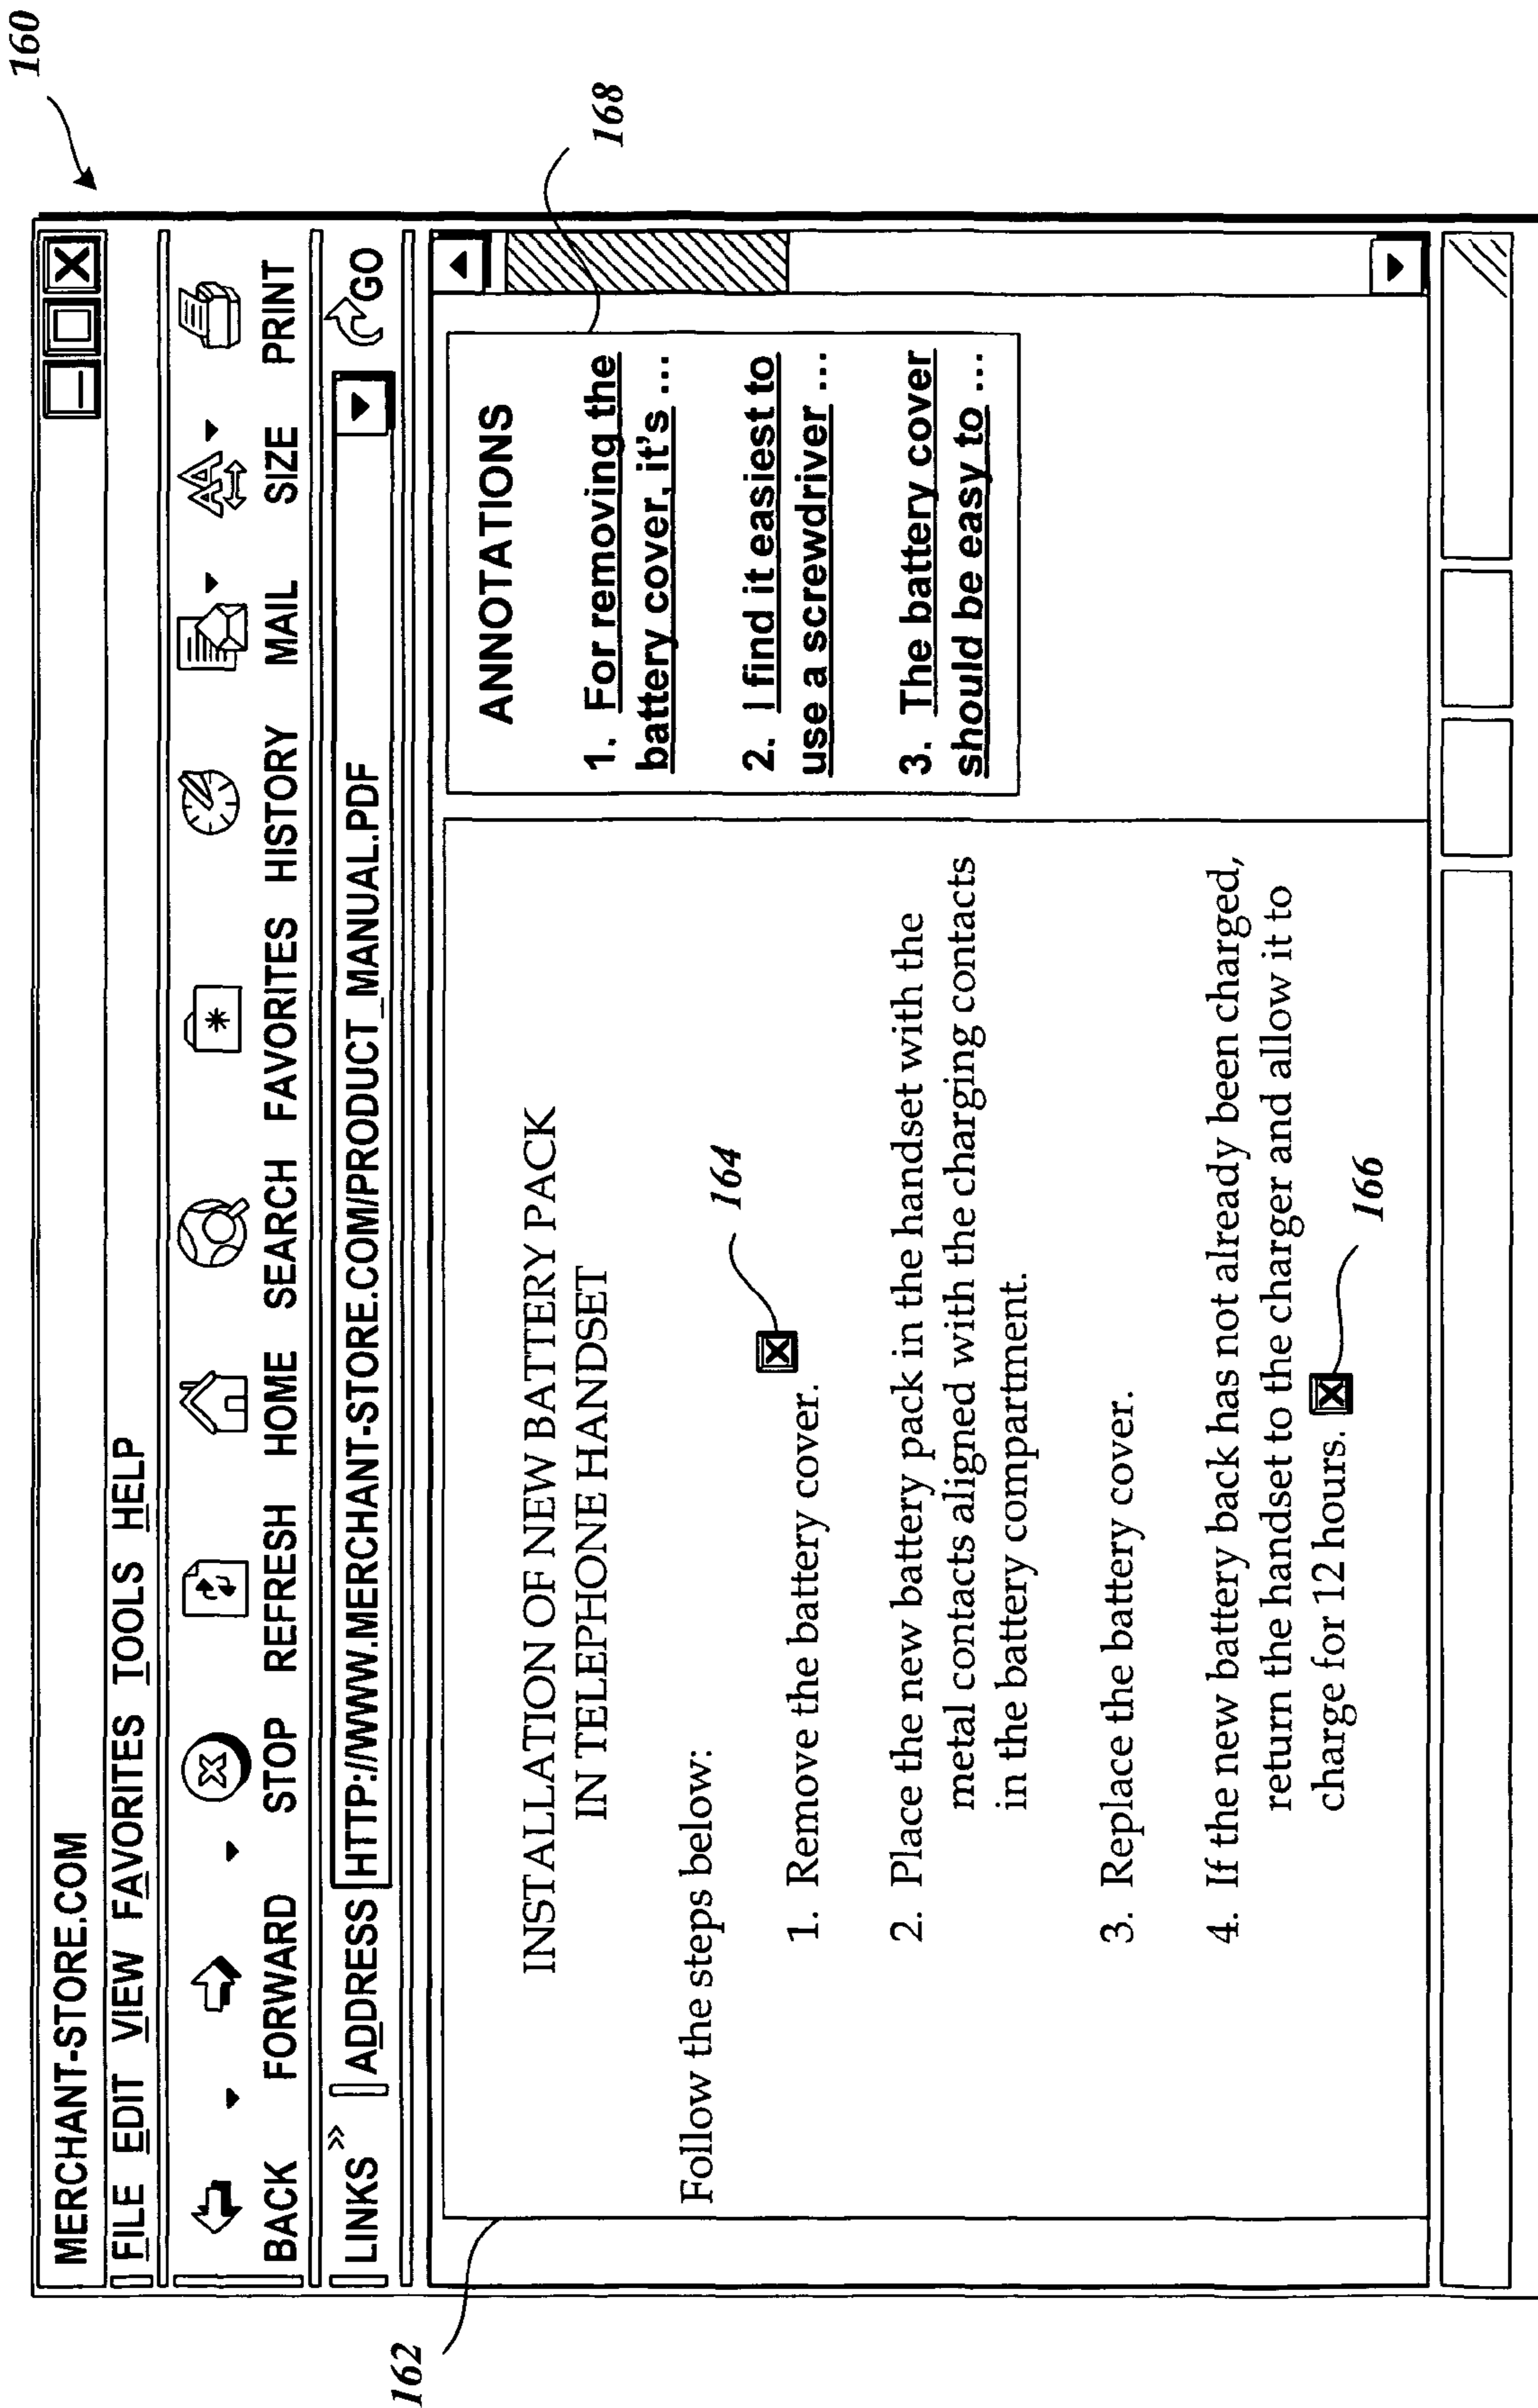 160
MERCHANT-STORE.COM
FILE EDIT VIEW FAVORITES TOOLS HELP
BACK FORWARD STOP REFRESH HOME SEARCH FAVORITES HISTORY MAIL SIZE PRINT
LINKS » ADDRESS HTTP://WWW.MERCHANT-STORE.COM/PRODUCT_MANUAL.PDF GO
162
INSTALLATION OF NEW BATTERY PACK
IN TELEPHONE HANDSET
Follow the steps below:
1. Remove the battery cover.
164
2. Place the new battery pack in the handset with the
metal contacts aligned with the charging contacts
in the battery compartment.
3. Replace the battery cover.
4. If the new battery back has not already been charged,
return the handset to the charger and allow it to
charge for 12 hours.
166
168
ANNOTATIONS
1. For removing the
battery cover, it's ...
2. I find it easiest to
use a screwdriver ...
3. The battery cover
should be easy to ...